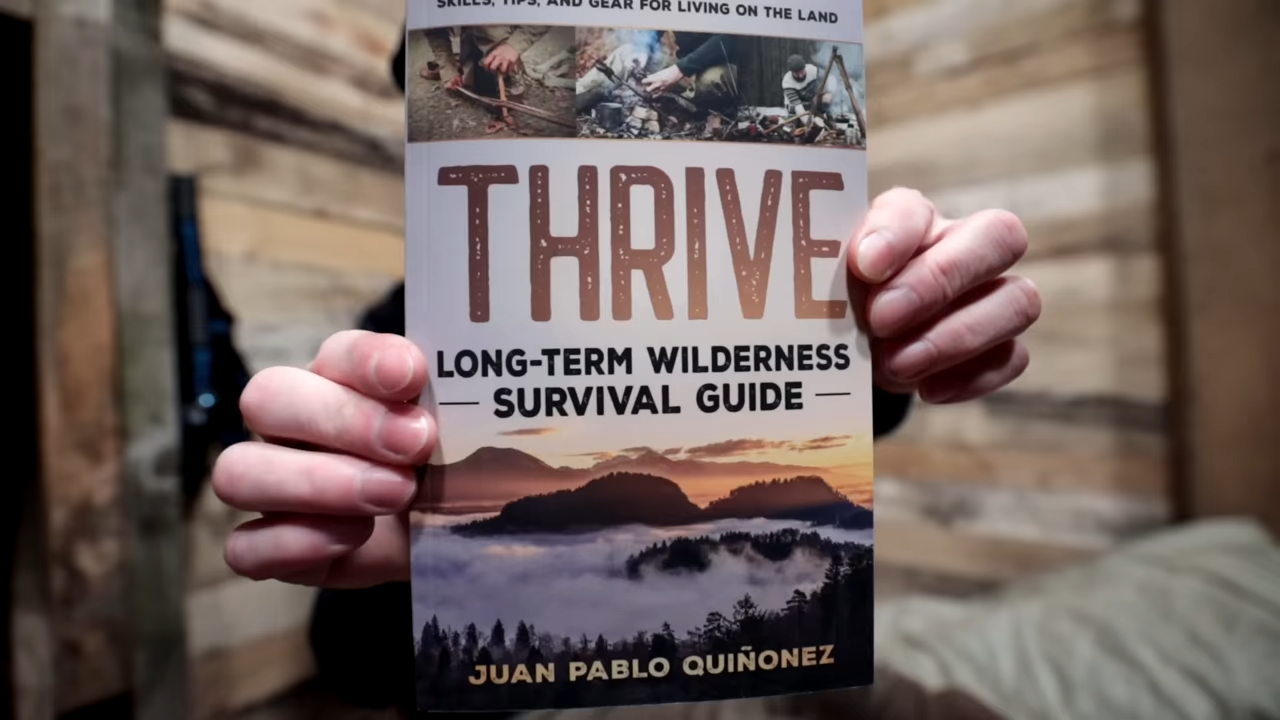 SKILLS, TIPS, AND GEAR FOR LIVING ON THE LAND
THRIVE
LONG-TERM WILDERNESS
SURVIVAL GUIDE
JUAN PABLO QUIÑONEZ